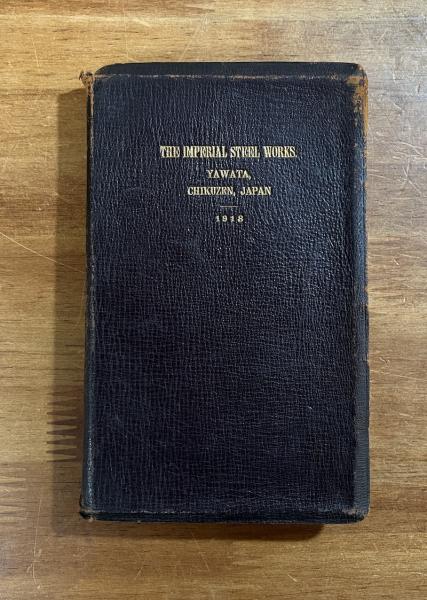 THE IMPERIAL STEEL WORKS.
YAWATA,
CHIKUZEN, JAPAN
1918